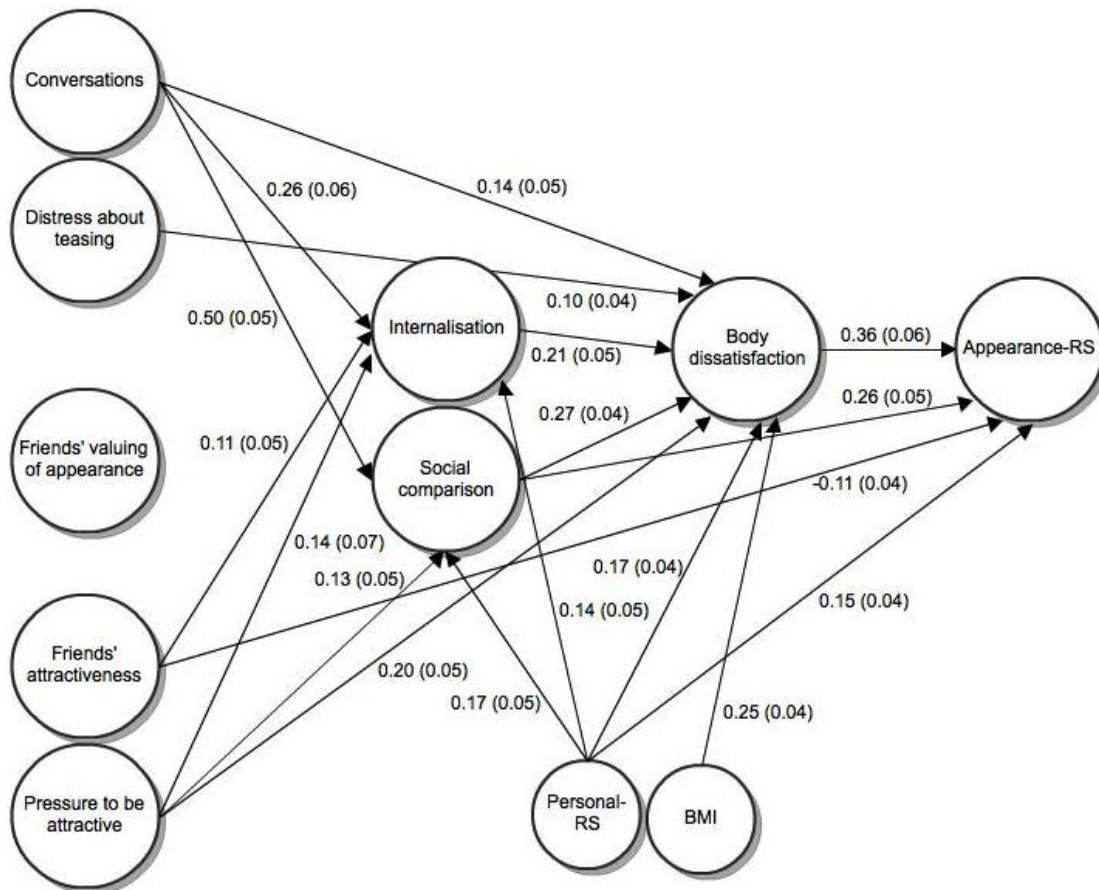 Conversations
0.26 (0.06)
0.14 (0.05)
Distress about
teasing
0.10 (0.04)
0.50 (0.05)
Internalisation
0.21 (0.05)
Body
dissatisfaction
0.36 (0.06)
Appearance-RS
0.26 (0.05)
0.27 (0.04)
Friends' valuing
of appearance
0.11 (0.05)
Social
comparison
-0.11 (0.04)
0.14 (0.07)
0.13 (0.05)
0.17 (0.04)
0.14 (0.05)
0.15 (0.04)
Friends'
attractiveness
0.20 (0.05)
0.17 (0.05)
0.25 (0.04)
Pressure to be
attractive
Personal-
RS
BMI